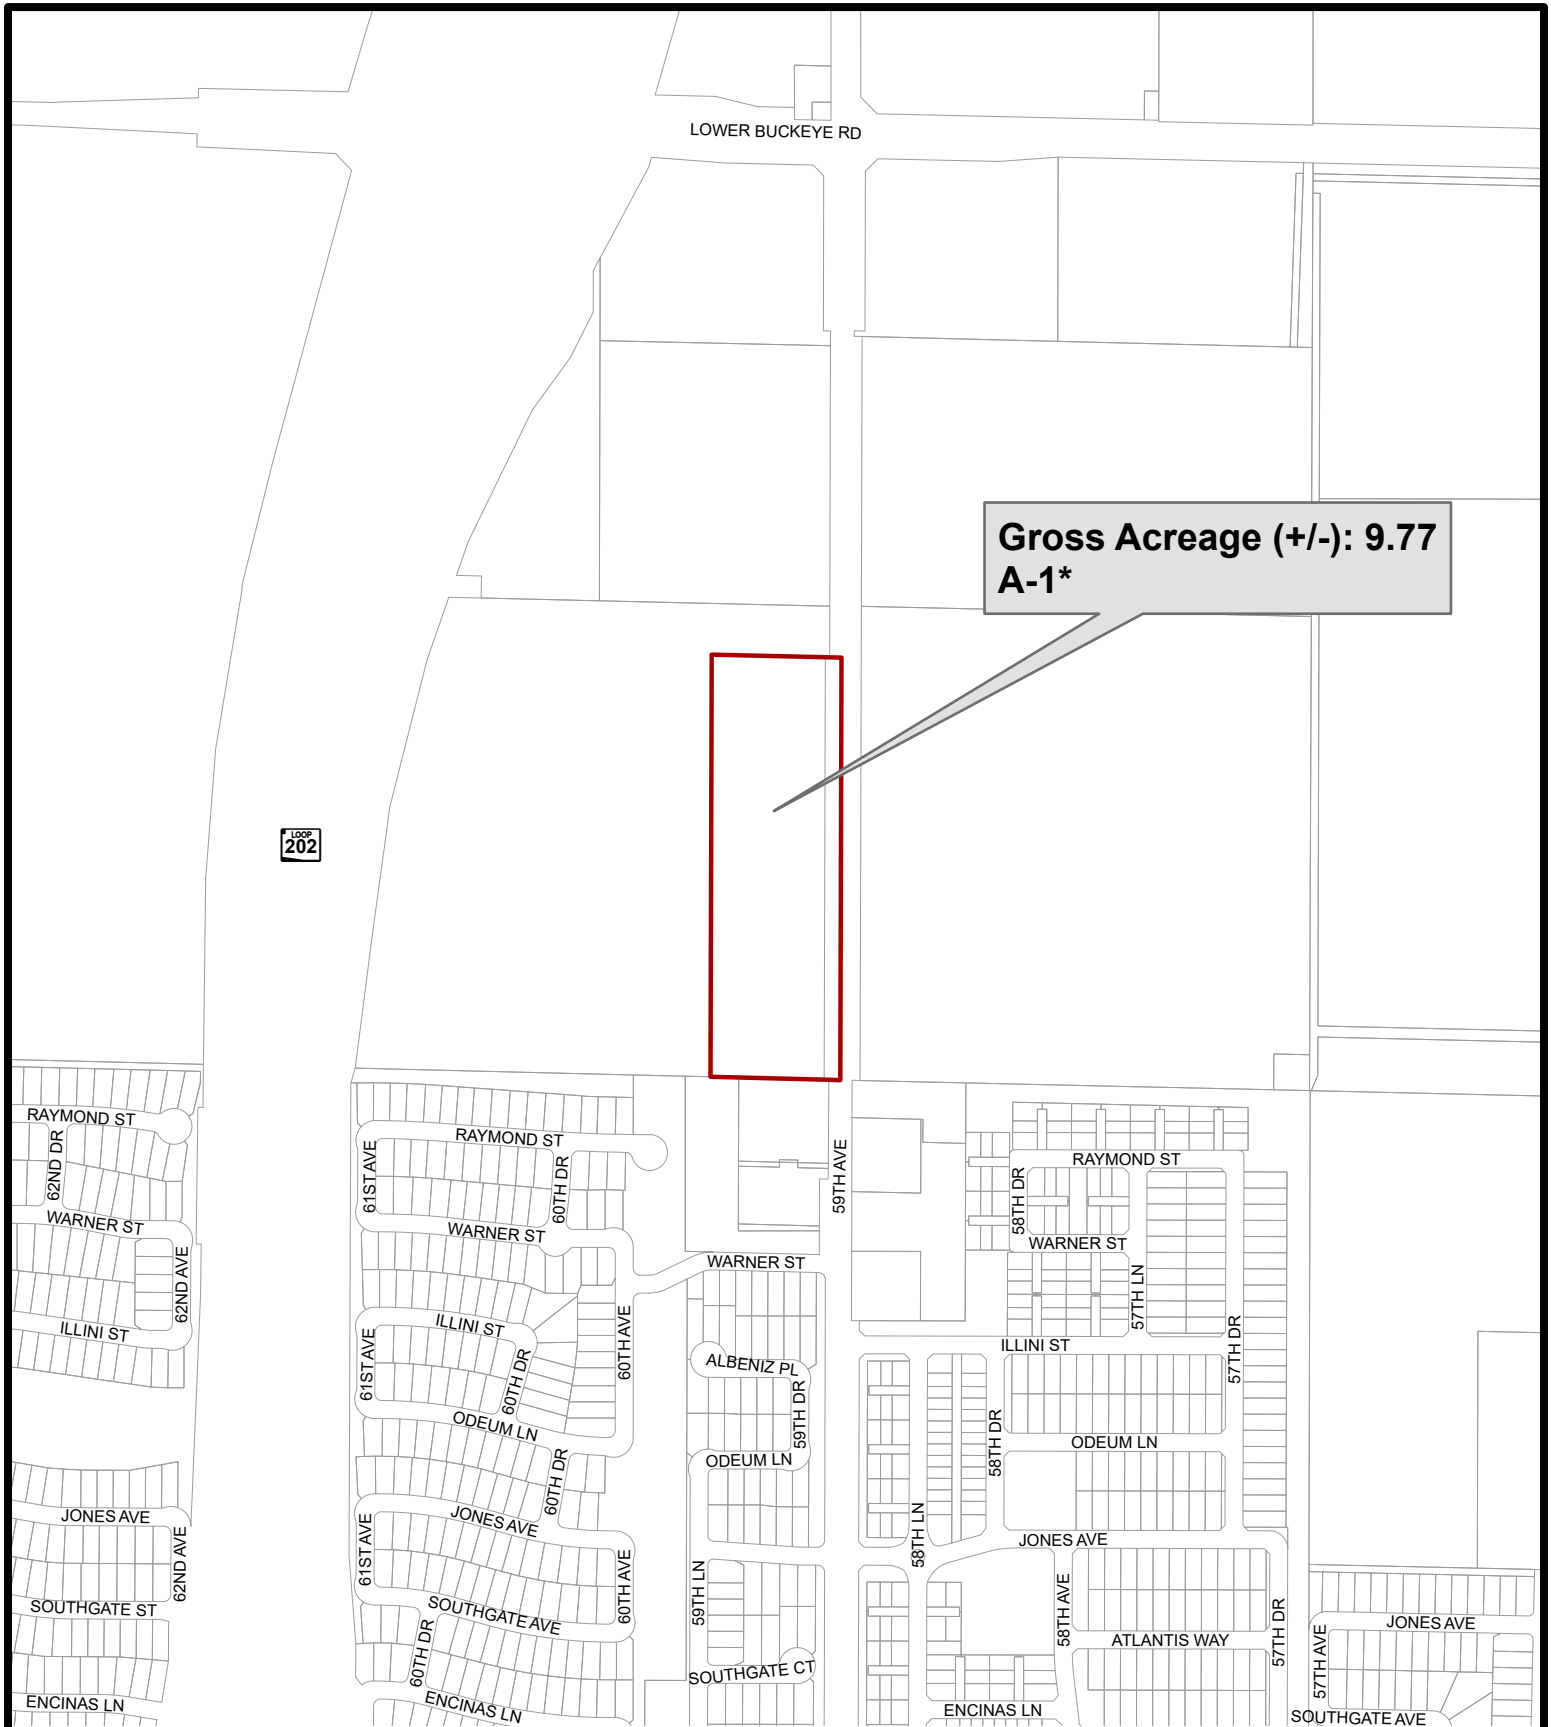 LOWER BUCKEYE RD
Gross Acreage (+/-): 9.77
A-1*
LOOP
202
RAYMOND ST
62ND DR
WARNER ST
62ND AVE
ILLINI ST
JONES AVE
62ND AVE
SOUTHGATE ST
ENCINAS LN
RAYMOND ST
61ST AVE
60TH DR
WARNER ST
ILLINI ST
61ST AVE
60TH DR
60TH AVE
ODEUM LN
60TH DR
JONES AVE
61ST AVE
60TH AVE
SOUTHGATE AVE
60TH DR
ENCINAS LN
59TH AVE
WARNER ST
ALBENIZ PL
59TH DR
ODEUM LN
59TH LN
SOUTHGATE CT
RAYMOND ST
58TH DR
WARNER ST
57TH LN
ILLINI ST
57TH DR
58TH DR
ODEUM LN
58TH LN
JONES AVE
58TH AVE
ATLANTIS WAY
57TH DR
ENCINAS LN
57TH AVE
JONES AVE
SOUTHGATE AVE